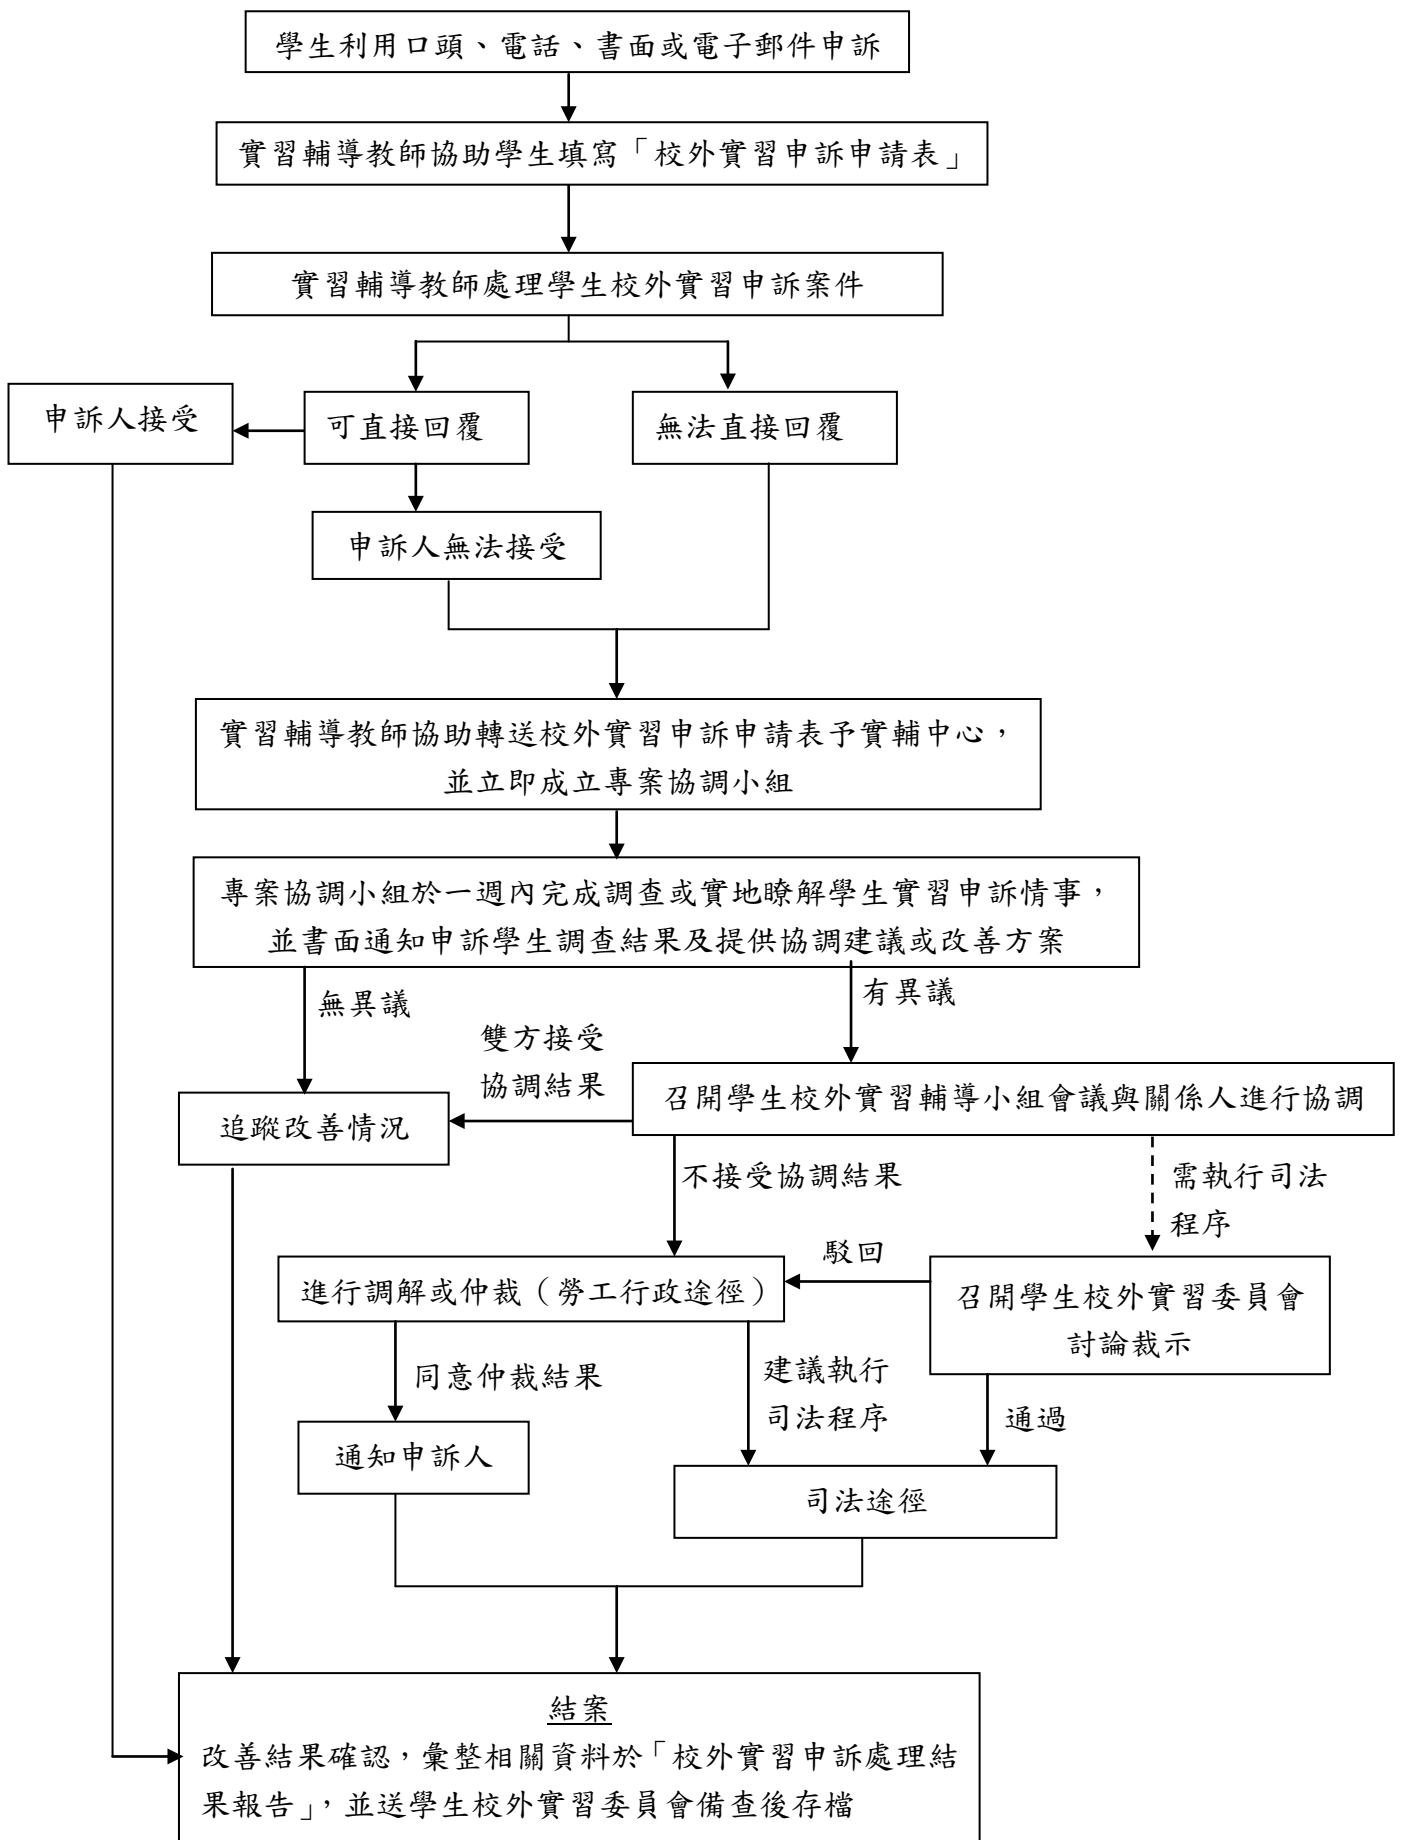 學生利用口頭、電話、書面或電子郵件申訴
實習輔導教師協助學生填寫「校外實習申訴申請表」
實習輔導教師處理學生校外實習申訴案件
申訴人接受
可直接回覆
無法直接回覆
申訴人無法接受
實習輔導教師協助轉送校外實習申訴申請表予實輔中心，
並立即成立專案協調小組
專案協調小組於一週內完成調查或實地瞭解學生實習申訴情事，
並書面通知申訴學生調查結果及提供協調建議或改善方案
無異議
有異議
雙方接受
協調結果
召開學生校外實習輔導小組會議與關係人進行協調
追蹤改善情況
不接受協調結果
需執行司法
程序
駁回
進行調解或仲裁（勞工行政途徑）
召開學生校外實習委員會
討論裁示
同意仲裁結果
建議執行
司法程序
通過
通知申訴人
司法途徑
結案
改善結果確認，彙整相關資料於「校外實習申訴處理結
果報告」，並送學生校外實習委員會備查後存檔